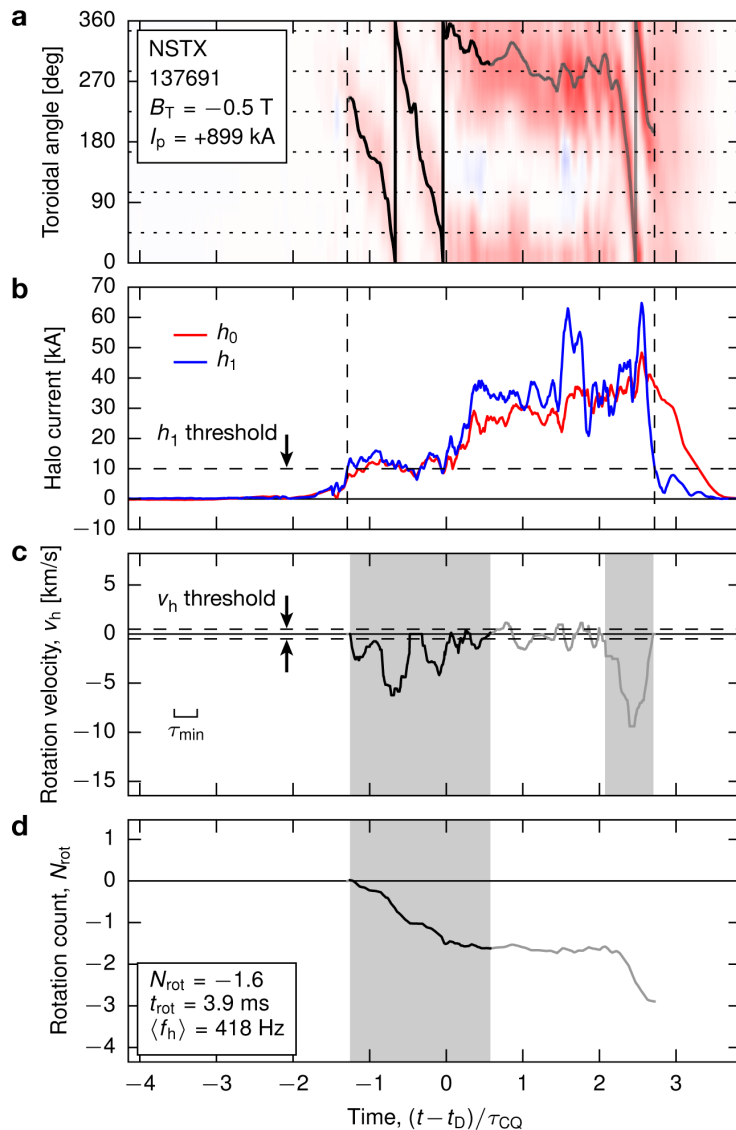 a
360
270
180
90
0
Toroidal angle [deg]
NSTX
137691
B_T = −0.5 T
I_p = +899 kA
b
70
60
50
40
30
20
10
0
−10
Halo current [kA]
h_0
h_1
h_1 threshold
c
5
0
−5
−10
−15
Rotation velocity, v_h [km/s]
v_h threshold
τ_min
d
1
0
−1
−2
−3
−4
Rotation count, N_rot
N_rot = −1.6
t_rot = 3.9 ms
⟨f_h⟩ = 418 Hz
−4 −3 −2 −1 0 1 2 3
Time, (t − t_D)/τ_CQ